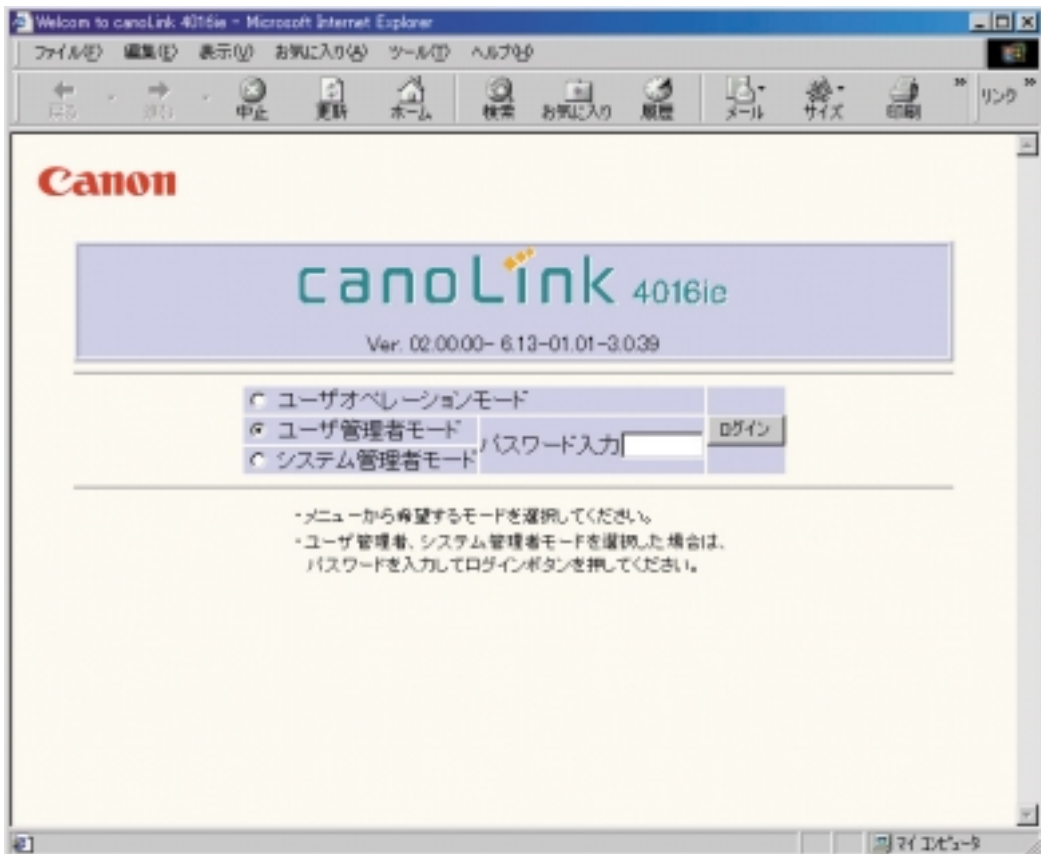 Welcom to canoLink 4016ie - Microsoft Internet Explorer
ファイル(F) 編集(E) 表示(V) お気に入り(A) ツール(T) ヘルプ(H)
戻る 進む 中止 更新 ホーム 検索 お気に入り 履歴 メール サイズ 印刷 » リンク »
Canon
canoLink 4016ie
Ver. 02.00.00- 6.13-01.01-3.0.39
ユーザオペレーションモード
ユーザ管理者モード
パスワード入力
ログイン
システム管理者モード
・メニューから希望するモードを選択してください。
・ユーザ管理者、システム管理者モードを選択した場合は、
パスワードを入力してログインボタンを押してください。
マイ コンピュータ